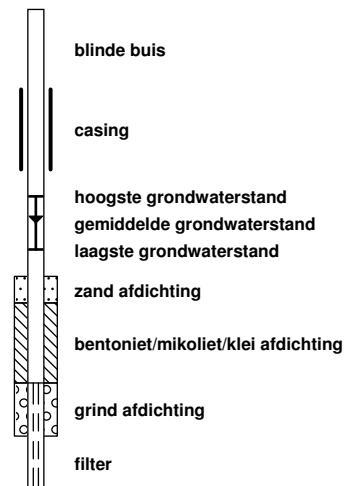 blinde buis
casing
hoogste grondwaterstand
gemiddelde grondwaterstand
laagste grondwaterstand
zand afdichting
bentoniet/mikoliet/klei afdichting
grind afdichting
filter